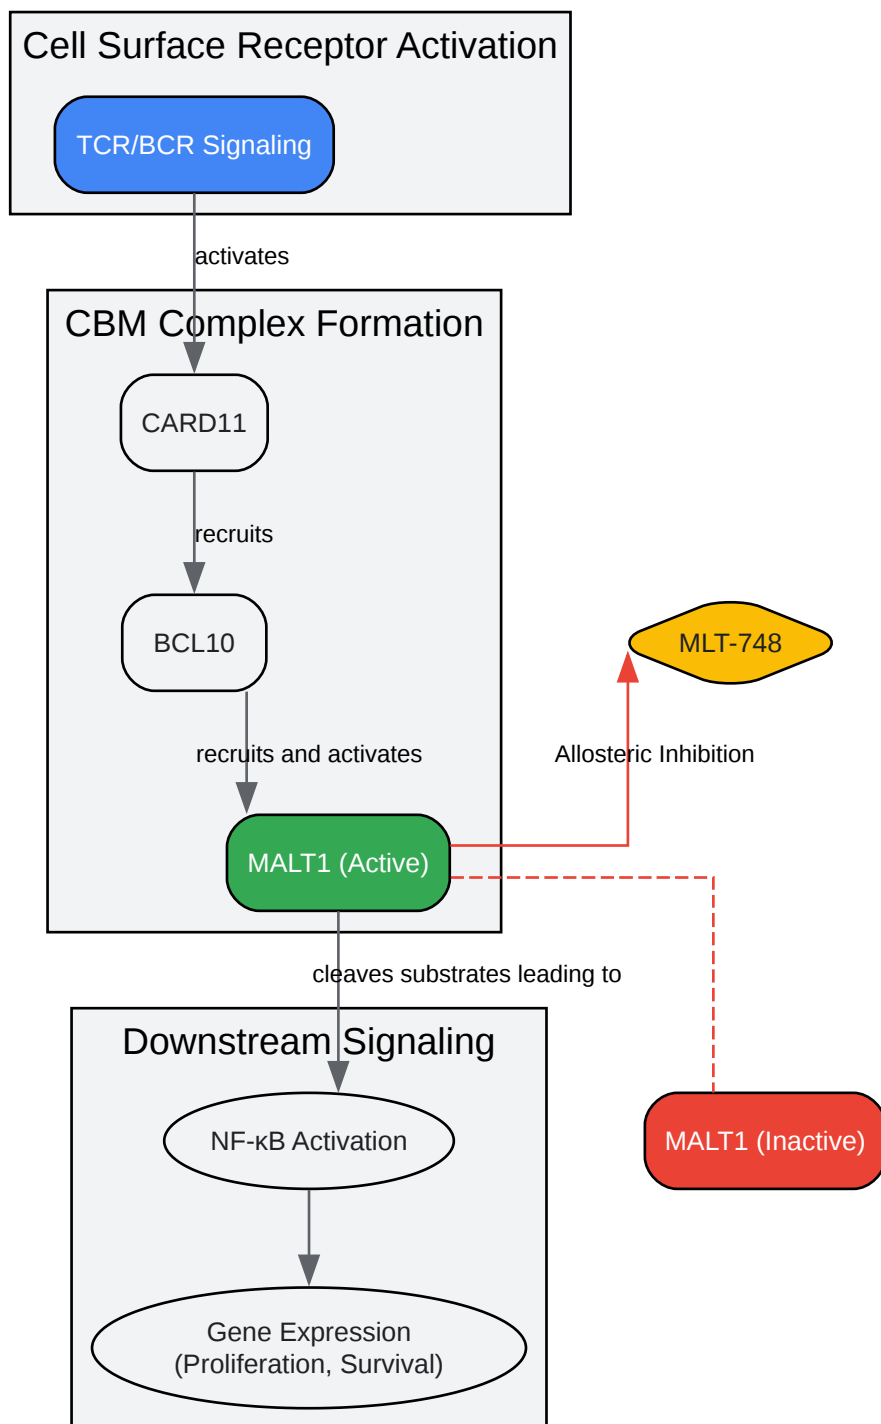 Cell Surface Receptor Activation
TCR/BCR Signaling
activates
CBM Complex Formation
CARD11
recruits
BCL10
MLT-748
recruits and activates
Allosteric Inhibition
MALT1 (Active)
cleaves substrates leading to
Downstream Signaling
NF-κB Activation
MALT1 (Inactive)
Gene Expression
(Proliferation, Survival)